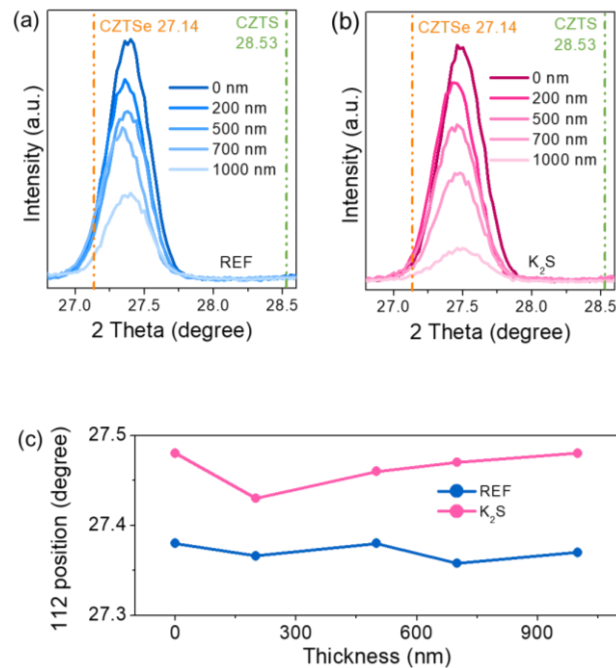 (a)
CZTSe 27.14
CZTS
28.53
0 nm
200 nm
500 nm
700 nm
1000 nm
REF
Intensity (a.u.)
27.0
27.5
28.0
28.5
2 Theta (degree)
(b)
CZTSe 27.14
CZTS
28.53
0 nm
200 nm
500 nm
700 nm
1000 nm
K₂S
Intensity (a.u.)
27.0
27.5
28.0
28.5
2 Theta (degree)
(c)
27.5
27.4
27.3
112 position (degree)
REF
K₂S
0
300
600
900
Thickness (nm)